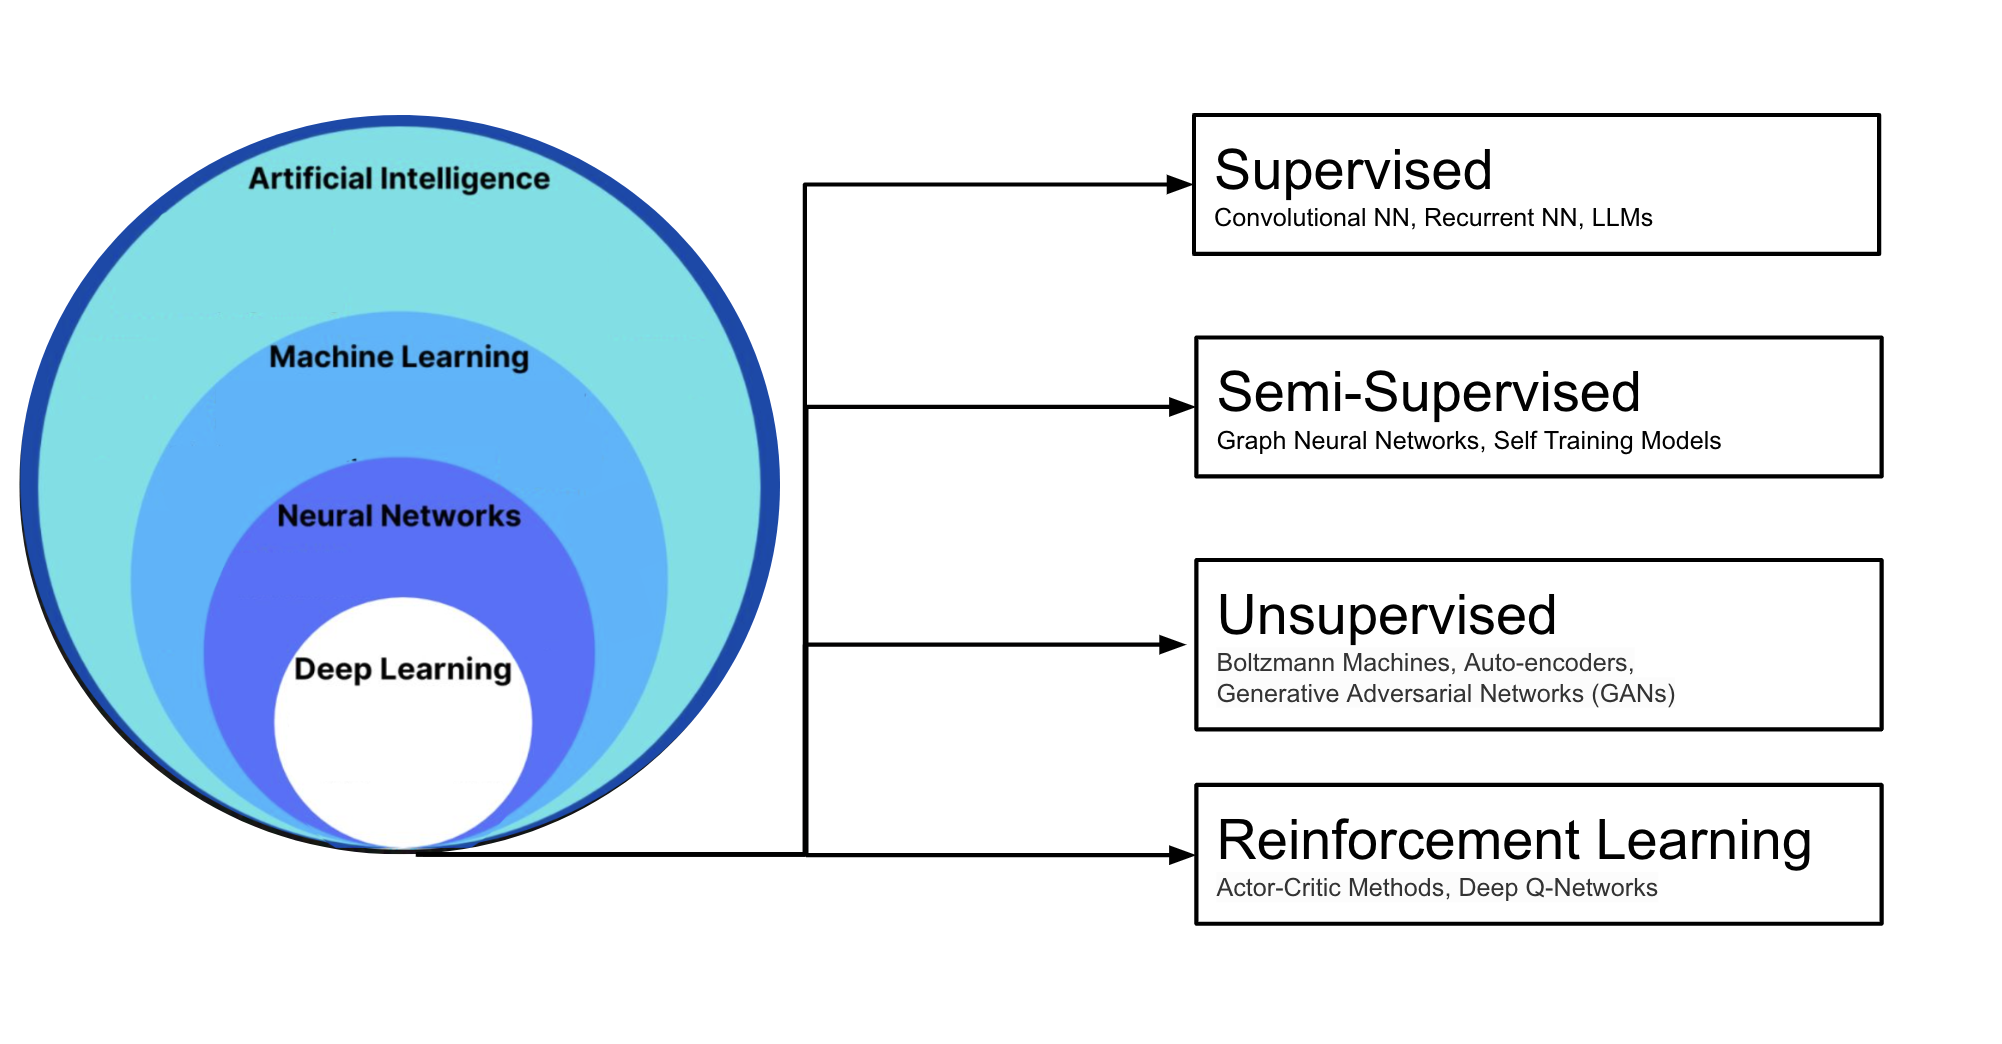 Artificial Intelligence
Machine Learning
Neural Networks
Deep Learning
Supervised
Convolutional NN, Recurrent NN, LLMs
Semi-Supervised
Graph Neural Networks, Self Training Models
Unsupervised
Boltzmann Machines, Auto-encoders,
Generative Adversarial Networks (GANs)
Reinforcement Learning
Actor-Critic Methods, Deep Q-Networks